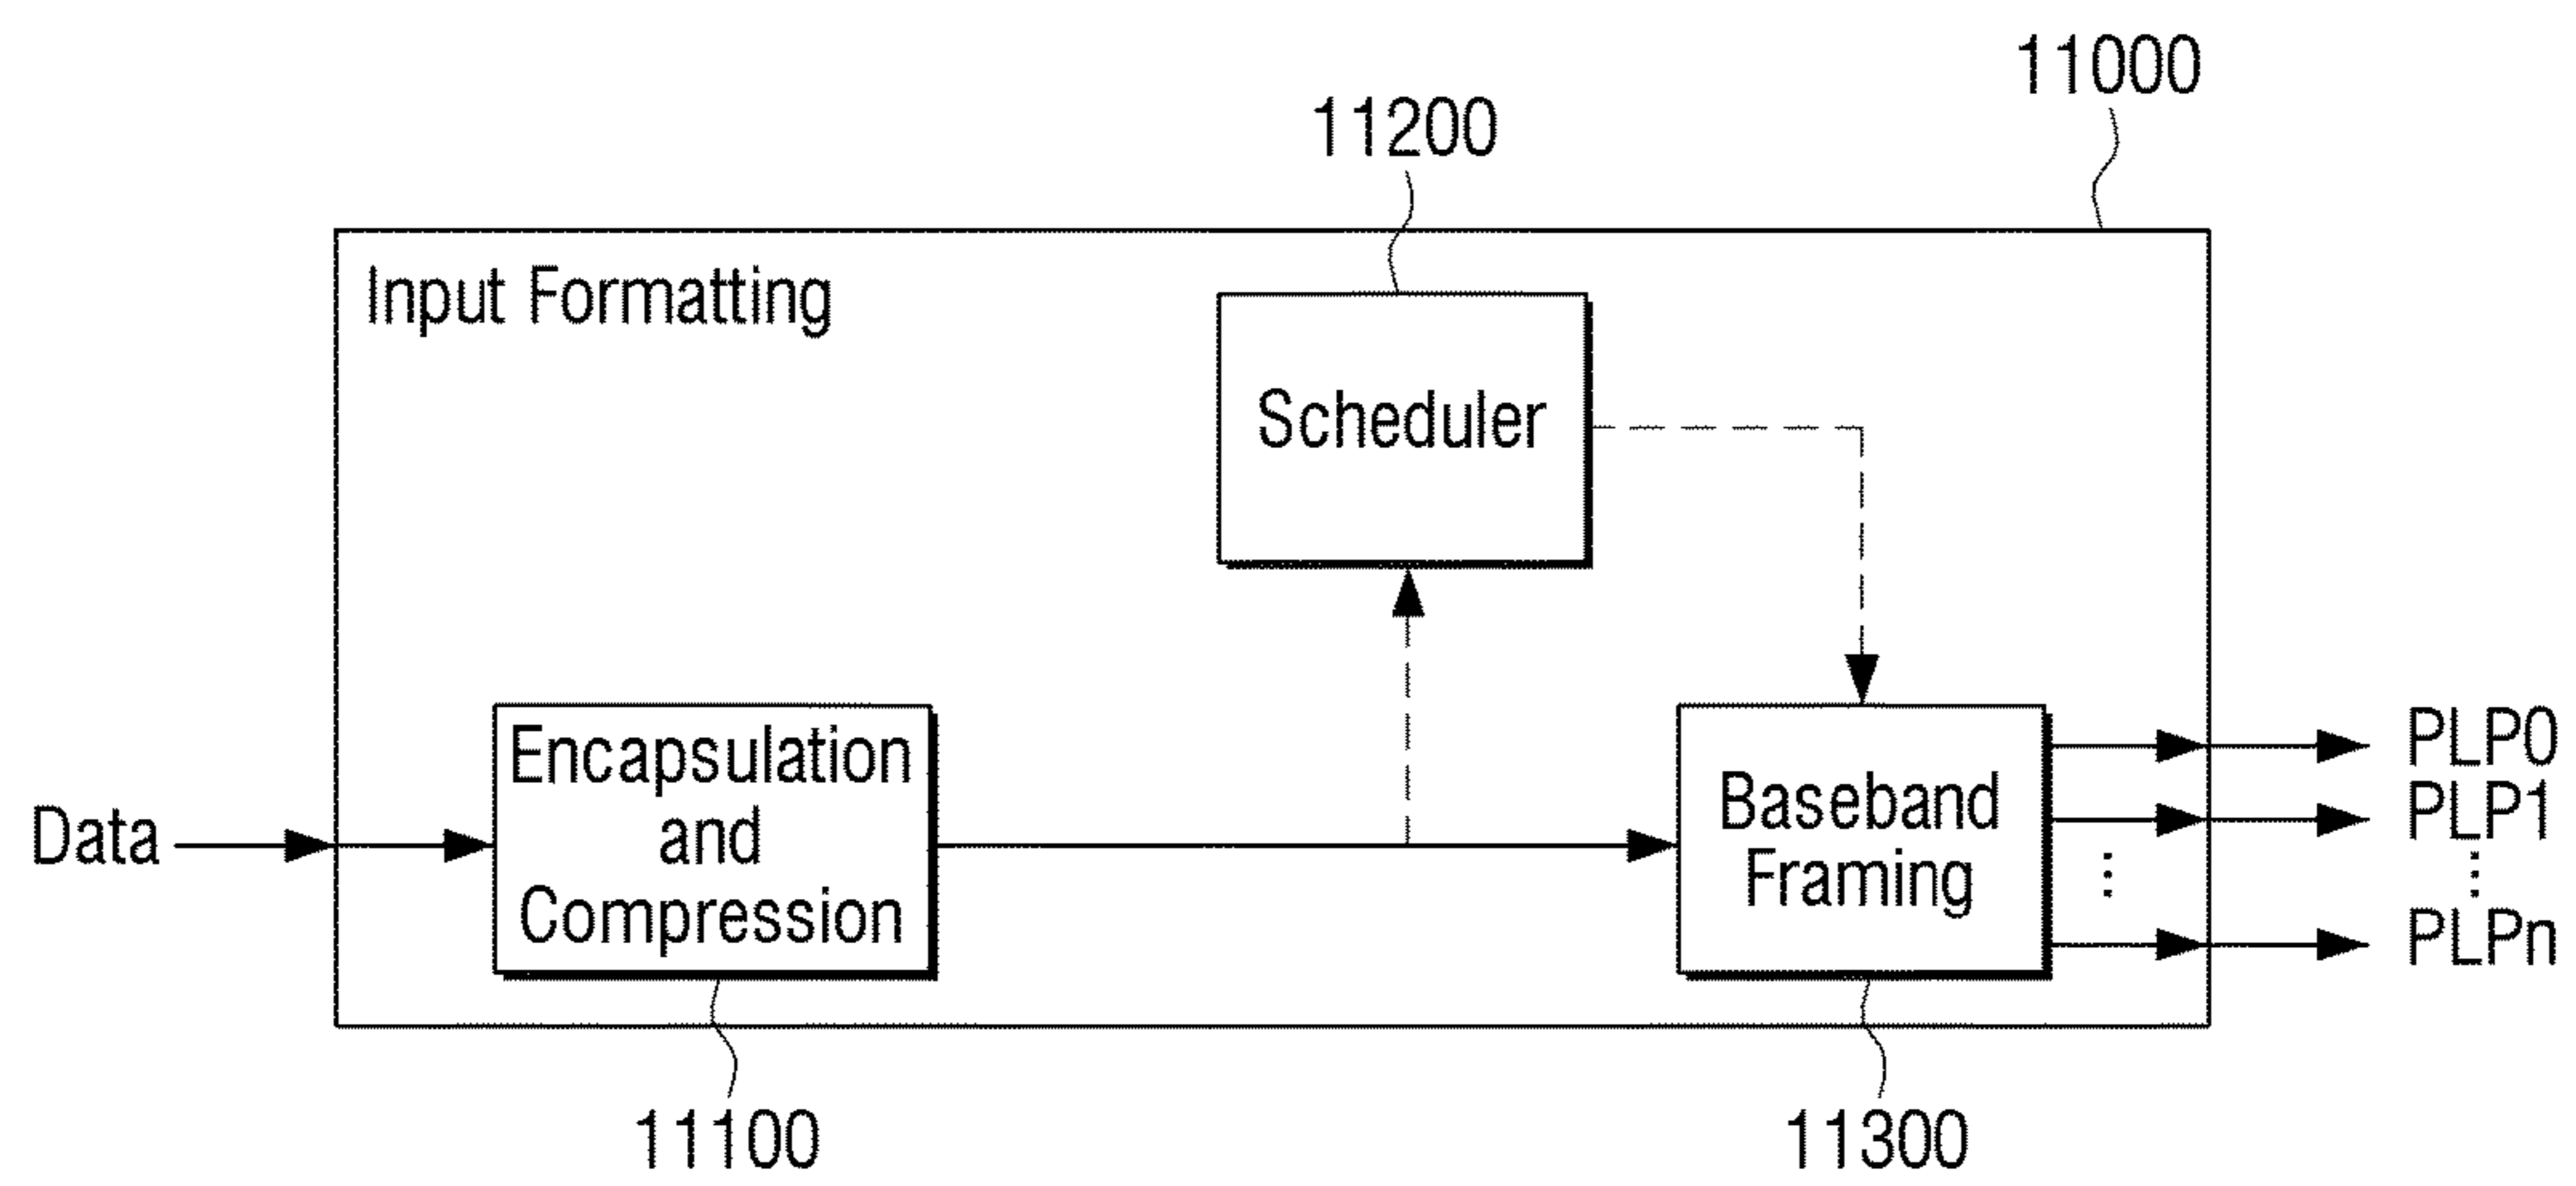 11000
11200
Input Formatting
Scheduler
Encapsulation
and
Compression
Data
Baseband
Framing
PLP0
PLP1
⋮
⋮
PLPn
11100
11300